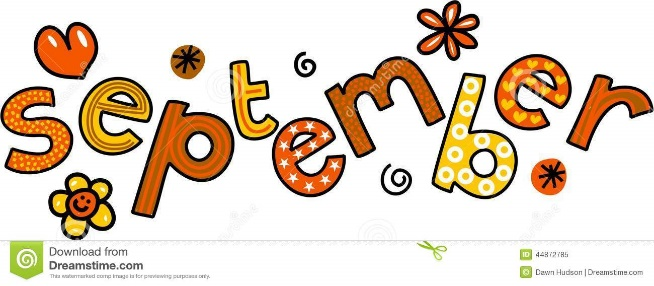 september
Download from
Dreamstime.com
This watermarked comp image is for previewing purposes only.
44872785
Dawn Hudson | Dreamstime.com